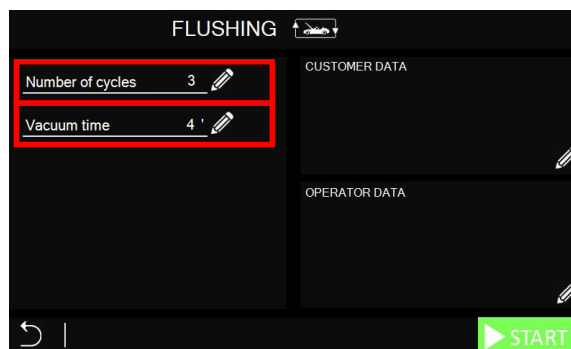 FLUSHING
Number of cycles 3
Vacuum time 4 '
CUSTOMER DATA
OPERATOR DATA
START